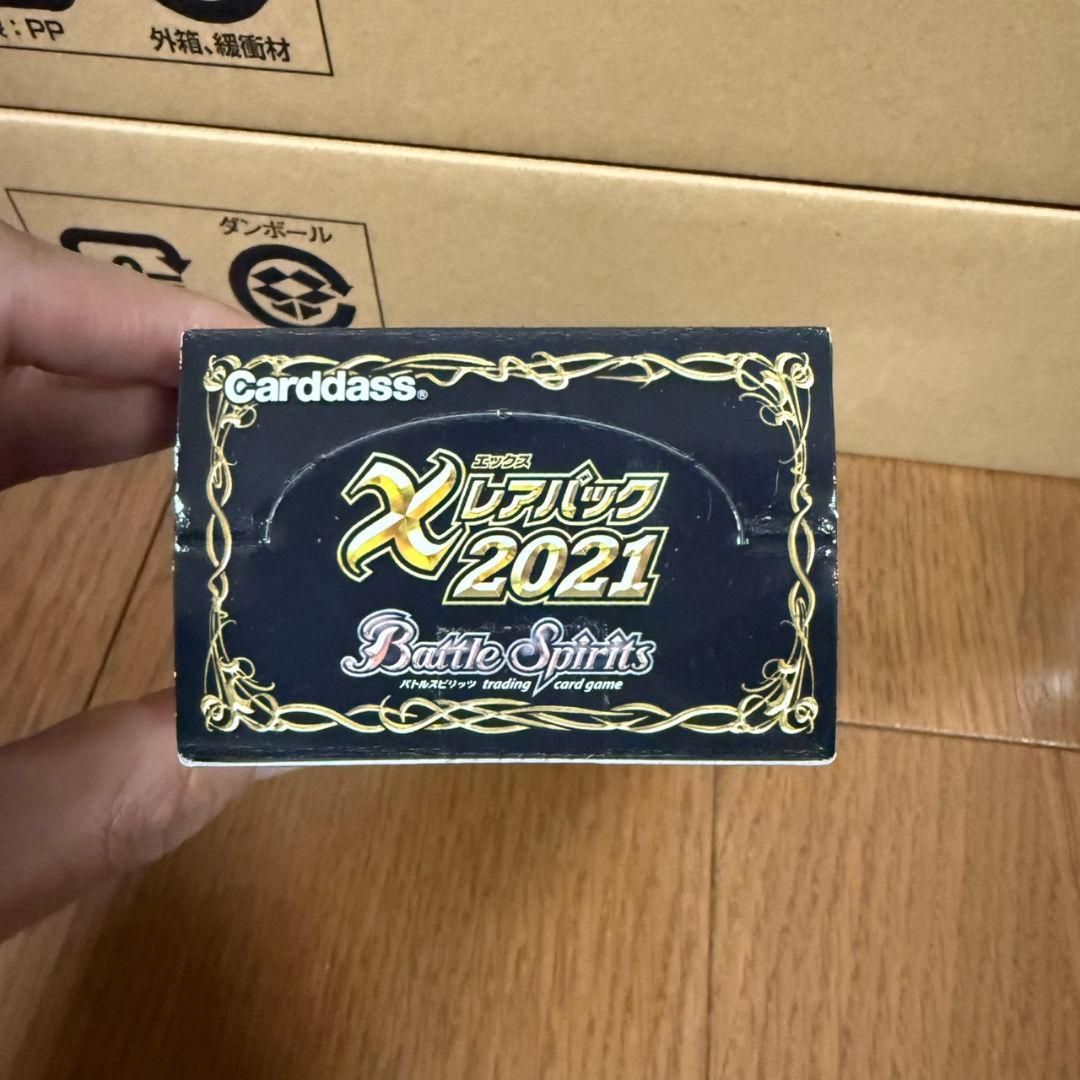 : PP
外箱、緩衝材
ダンボール
Carddass®
エックス
Xレアパック
2021
Battle Spirits
バトルスピリッツ trading card game